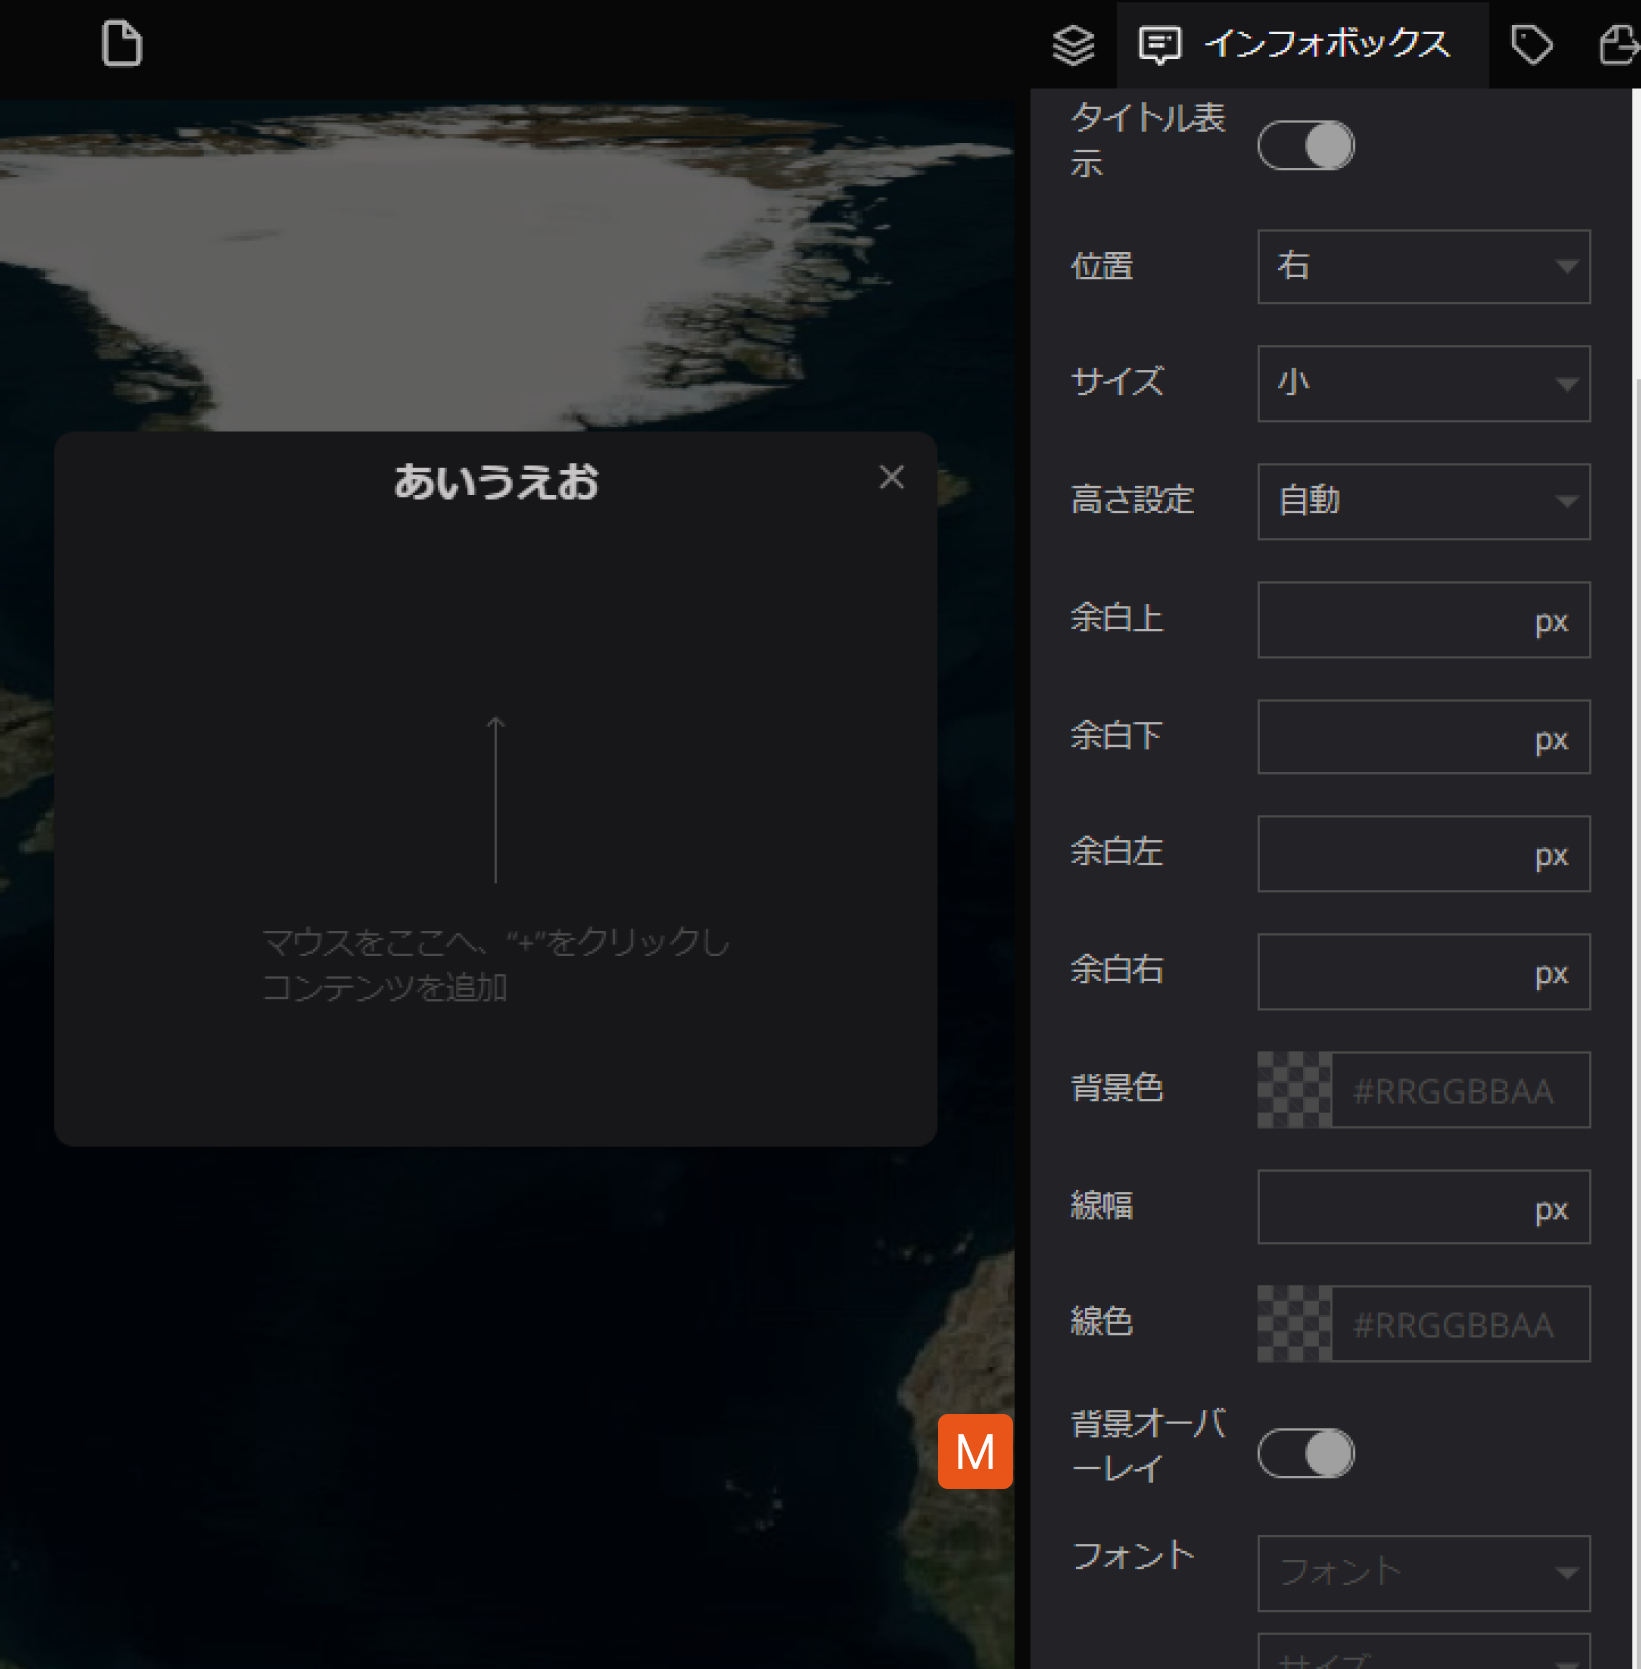 インフォボックス
タイトル表
示
位置
右
サイズ
小
高さ設定
自動
余白上
px
余白下
px
余白左
px
余白右
px
背景色
#RRGGBBAA
線幅
px
線色
#RRGGBBAA
背景オーバ
ーレイ
フォント
フォント
サイズ
あいうえお
マウスをここへ、“+”をクリックし
コンテンツを追加
M